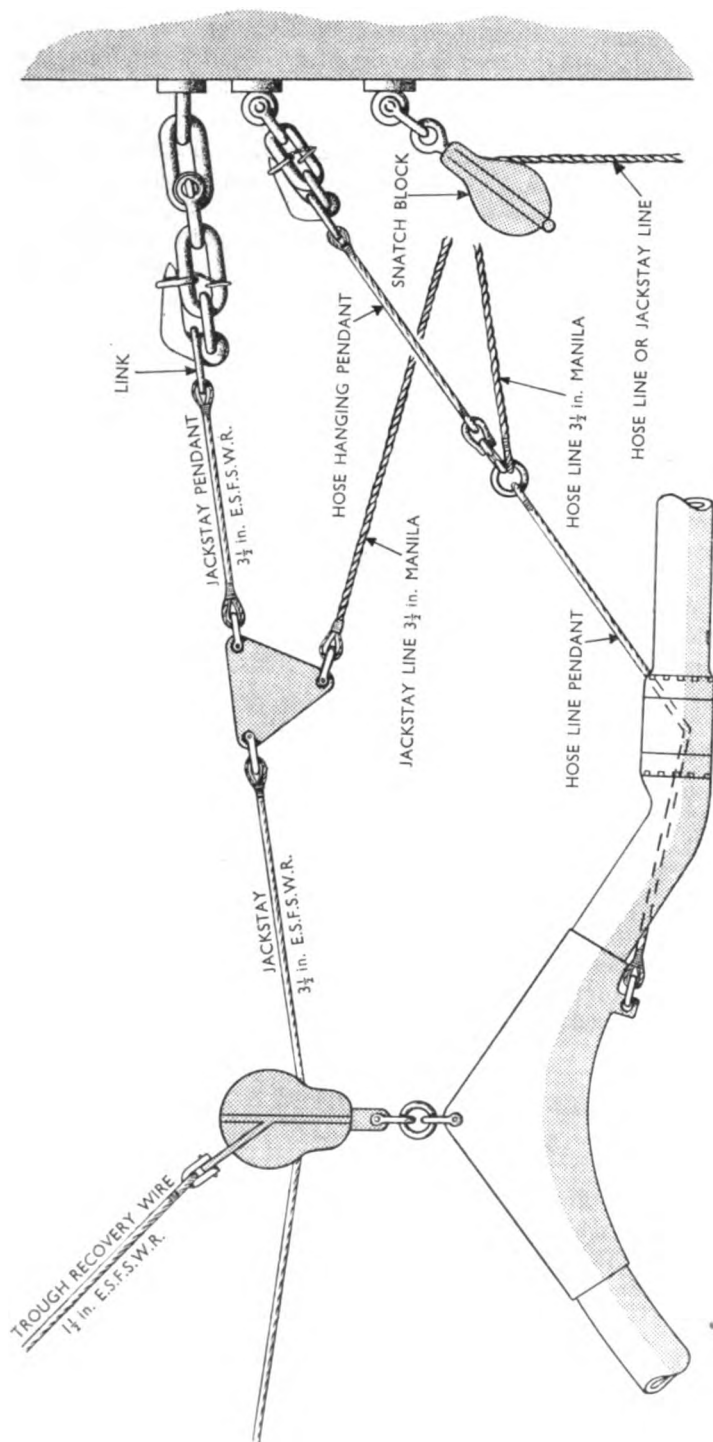 TROUGH RECOVERY WIRE
1½ in. E.S.F.S.W.R.
JACKSTAY
3½ in. E.S.F.S.W.R.
JACKSTAY PENDANT
3½ in. E.S.F.S.W.R.
LINK
JACKSTAY LINE 3½ in. MANILA
HOSE HANGING PENDANT
SNATCH BLOCK
HOSE LINE PENDANT
HOSE LINE 3½ in. MANILA
HOSE LINE OR JACKSTAY LINE